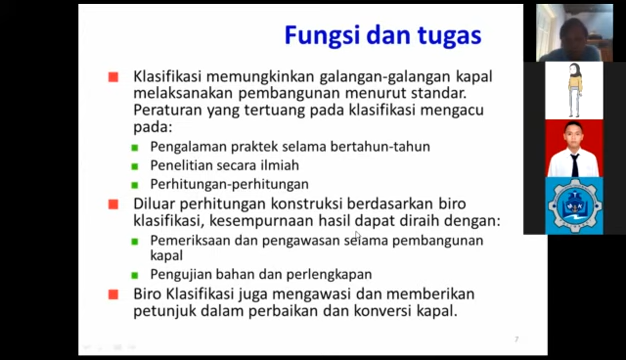 Fungsi dan tugas
Klasifikasi memungkinkan galangan-galangan kapal
melaksanakan pembangunan menurut standar.
Peraturan yang tertuang pada klasifikasi mengacu
pada:
Pengalaman praktek selama bertahun-tahun
Penelitian secara ilmiah
Perhitungan-perhitungan
Diluar perhitungan konstruksi berdasarkan biro
klasifikasi, kesempurnaan hasil dapat diraih dengan:
Pemeriksaan dan pengawasan selama pembangunan
kapal
Pengujian bahan dan perlengkapan
Biro Klasifikasi juga mengawasi dan memberikan
petunjuk dalam perbaikan dan konversi kapal.
7